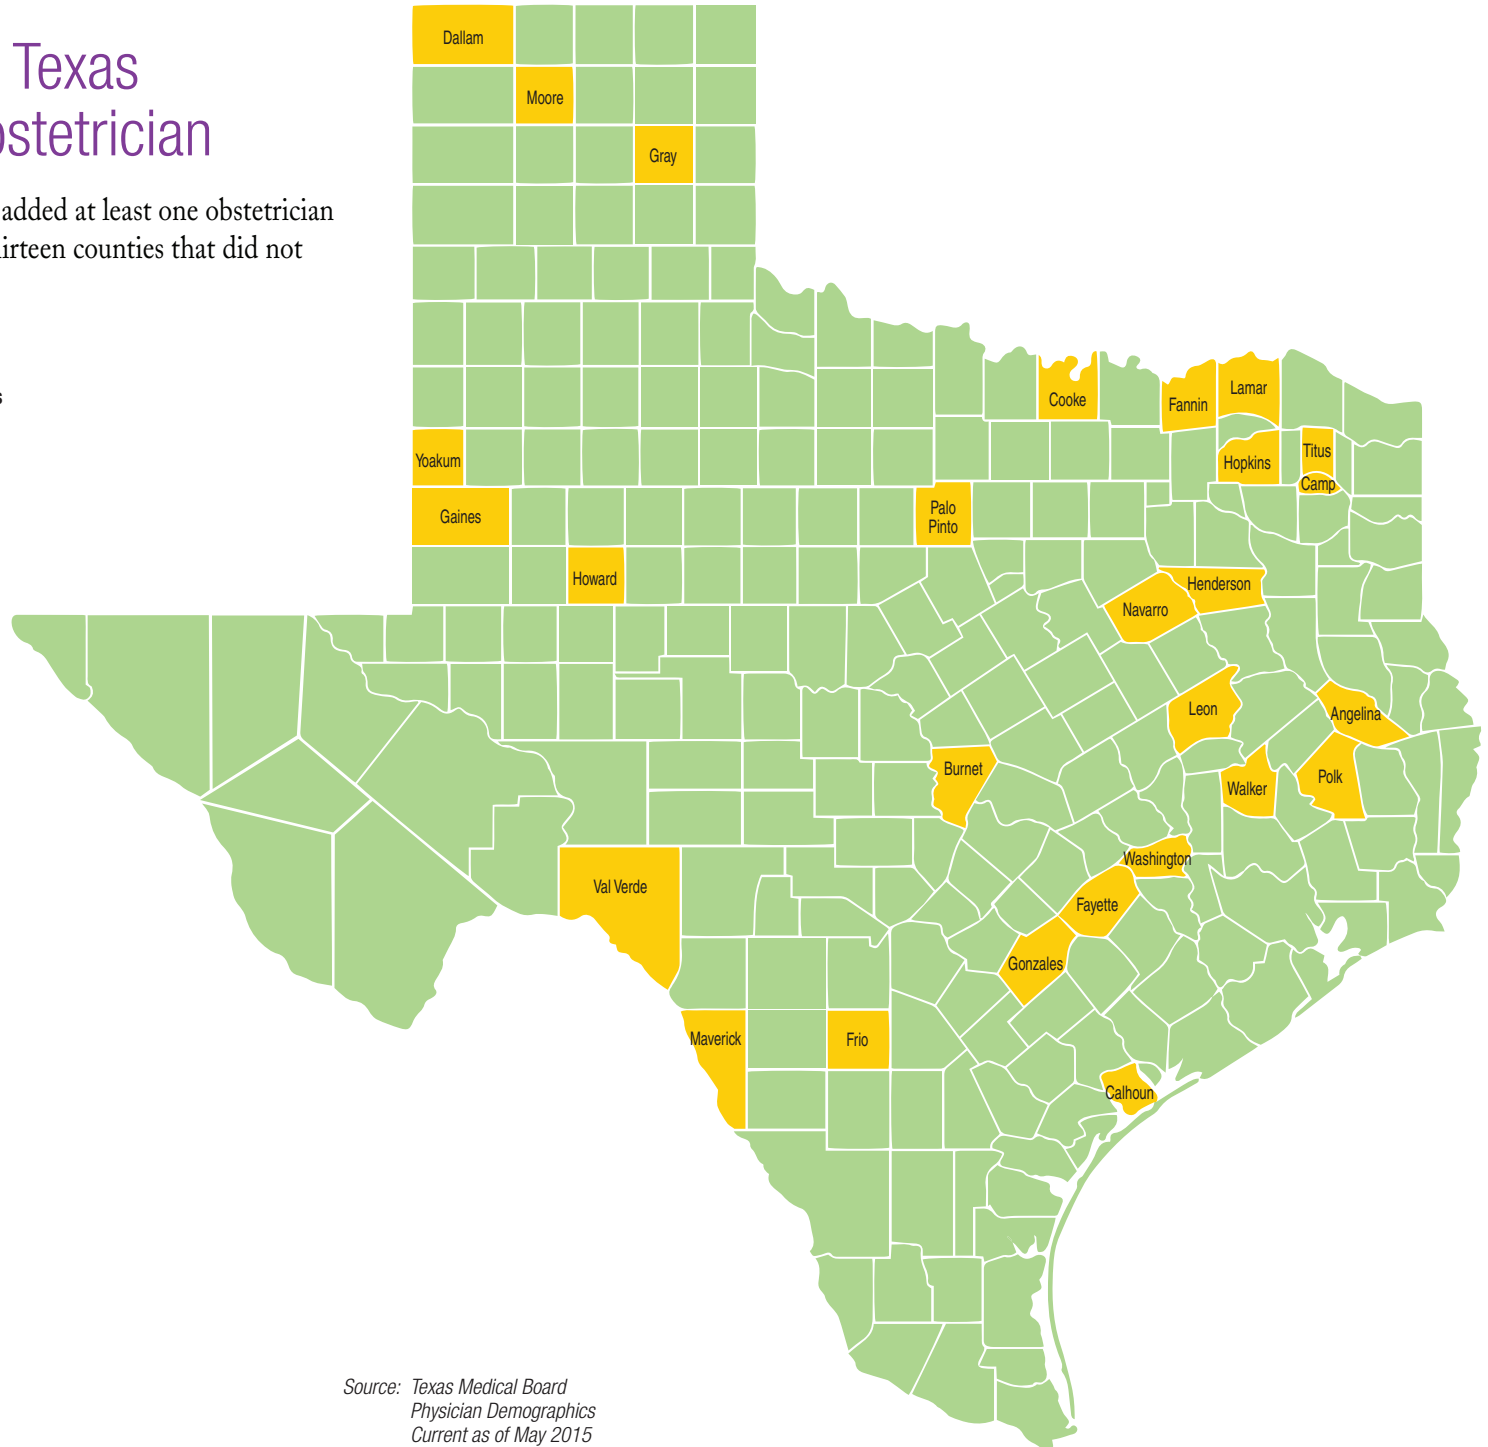 Texas
ostetrician
added at least one obstetrician
irteen counties that did not
s
Dallam
Moore
Gray
Cooke
Fannin
Lamar
Yoakum
Hopkins
Titus
Camp
Gaines
Palo
Pinto
Howard
Henderson
Navarro
Leon
Angelina
Burnet
Walker
Polk
Washington
Val Verde
Fayette
Gonzales
Maverick
Frio
Calhoun
Source: Texas Medical Board
Physician Demographics
Current as of May 2015